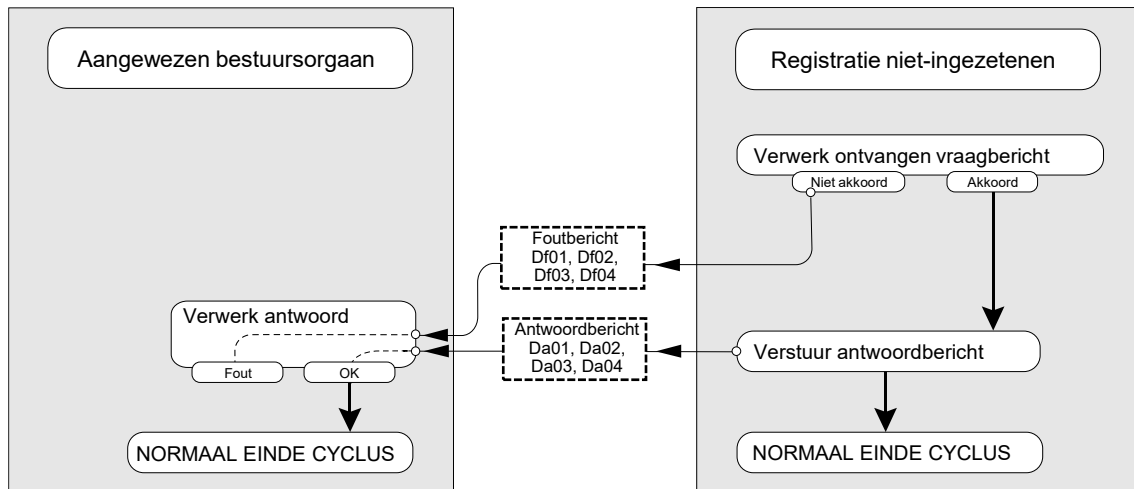 Aangewezen bestuursorgaan
Registratie niet-ingezetenen
Verwerk ontvangen vraagbericht
Niet akkoord
Akkoord
Foutbericht
Df01, Df02,
Df03, Df04
Verwerk antwoord
Fout
OK
Antwoordbericht
Da01, Da02,
Da03, Da04
Verstuur antwoordbericht
NORMAAL EINDE CYCLUS
NORMAAL EINDE CYCLUS